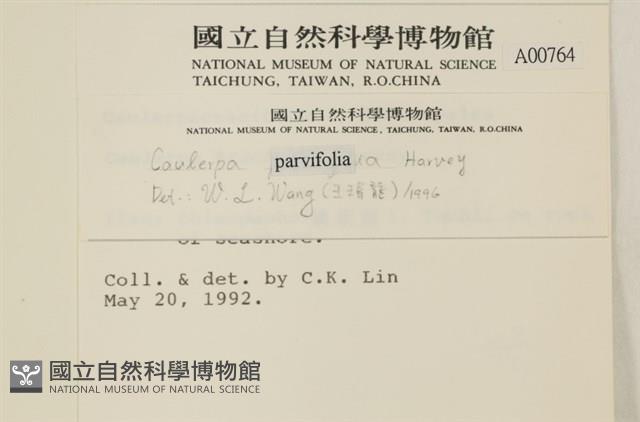 國立自然科學博物館
NATIONAL MUSEUM OF NATURAL SCIENCE
TAICHUNG, TAIWAN, R.O.CHINA
A00764
國立自然科學博物館
NATIONAL MUSEUM OF NATURAL SCIENCE, TAICHUNG, TAIWAN, R.O.CHINA
Caulerpa parvifolia Harvey
Det.: W. L. Wang (王瑋龍) /1996
of seashore.
Coll. & det. by C.K. Lin
May 20, 1992.
國立自然科學博物館
NATIONAL MUSEUM OF NATURAL SCIENCE